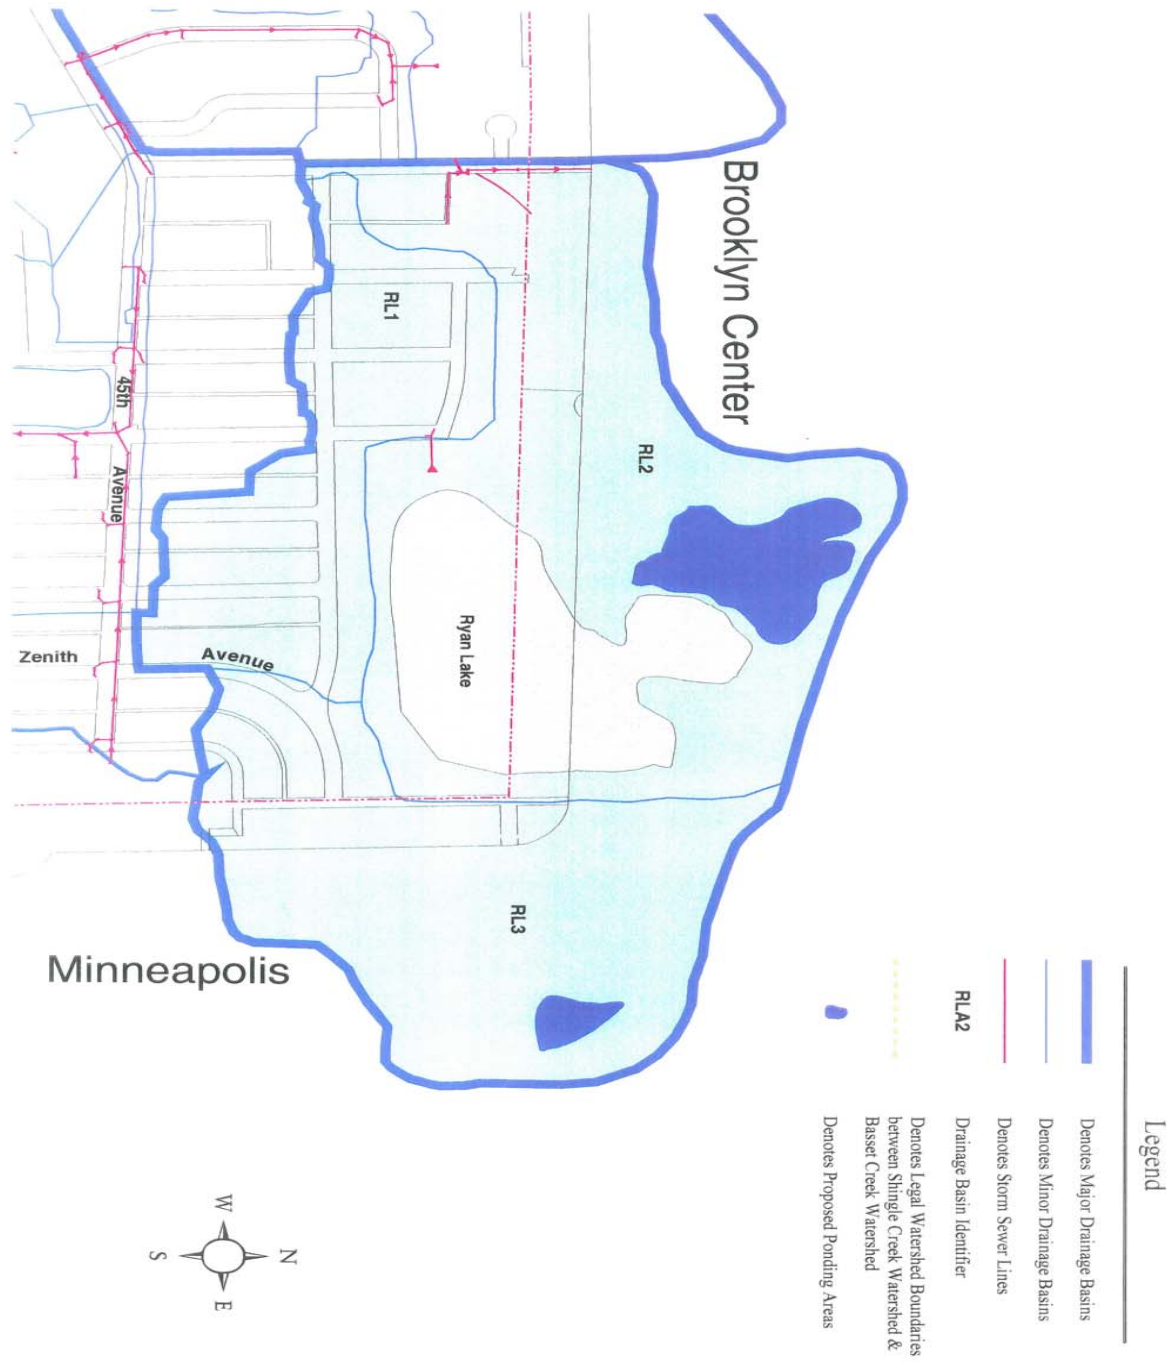 Brooklyn Center
RL1
RL2
45th
Avenue
Ryan Lake
Zenith
Avenue
RL3
Minneapolis
Legend
Denotes Major Drainage Basins
Denotes Minor Drainage Basins
Denotes Storm Sewer Lines
RLA2
Drainage Basin Identifier
Denotes Legal Watershed Boundaries
between Shingle Creek Watershed &
Basset Creek Watershed
Denotes Proposed Ponding Areas
N
W
E
S